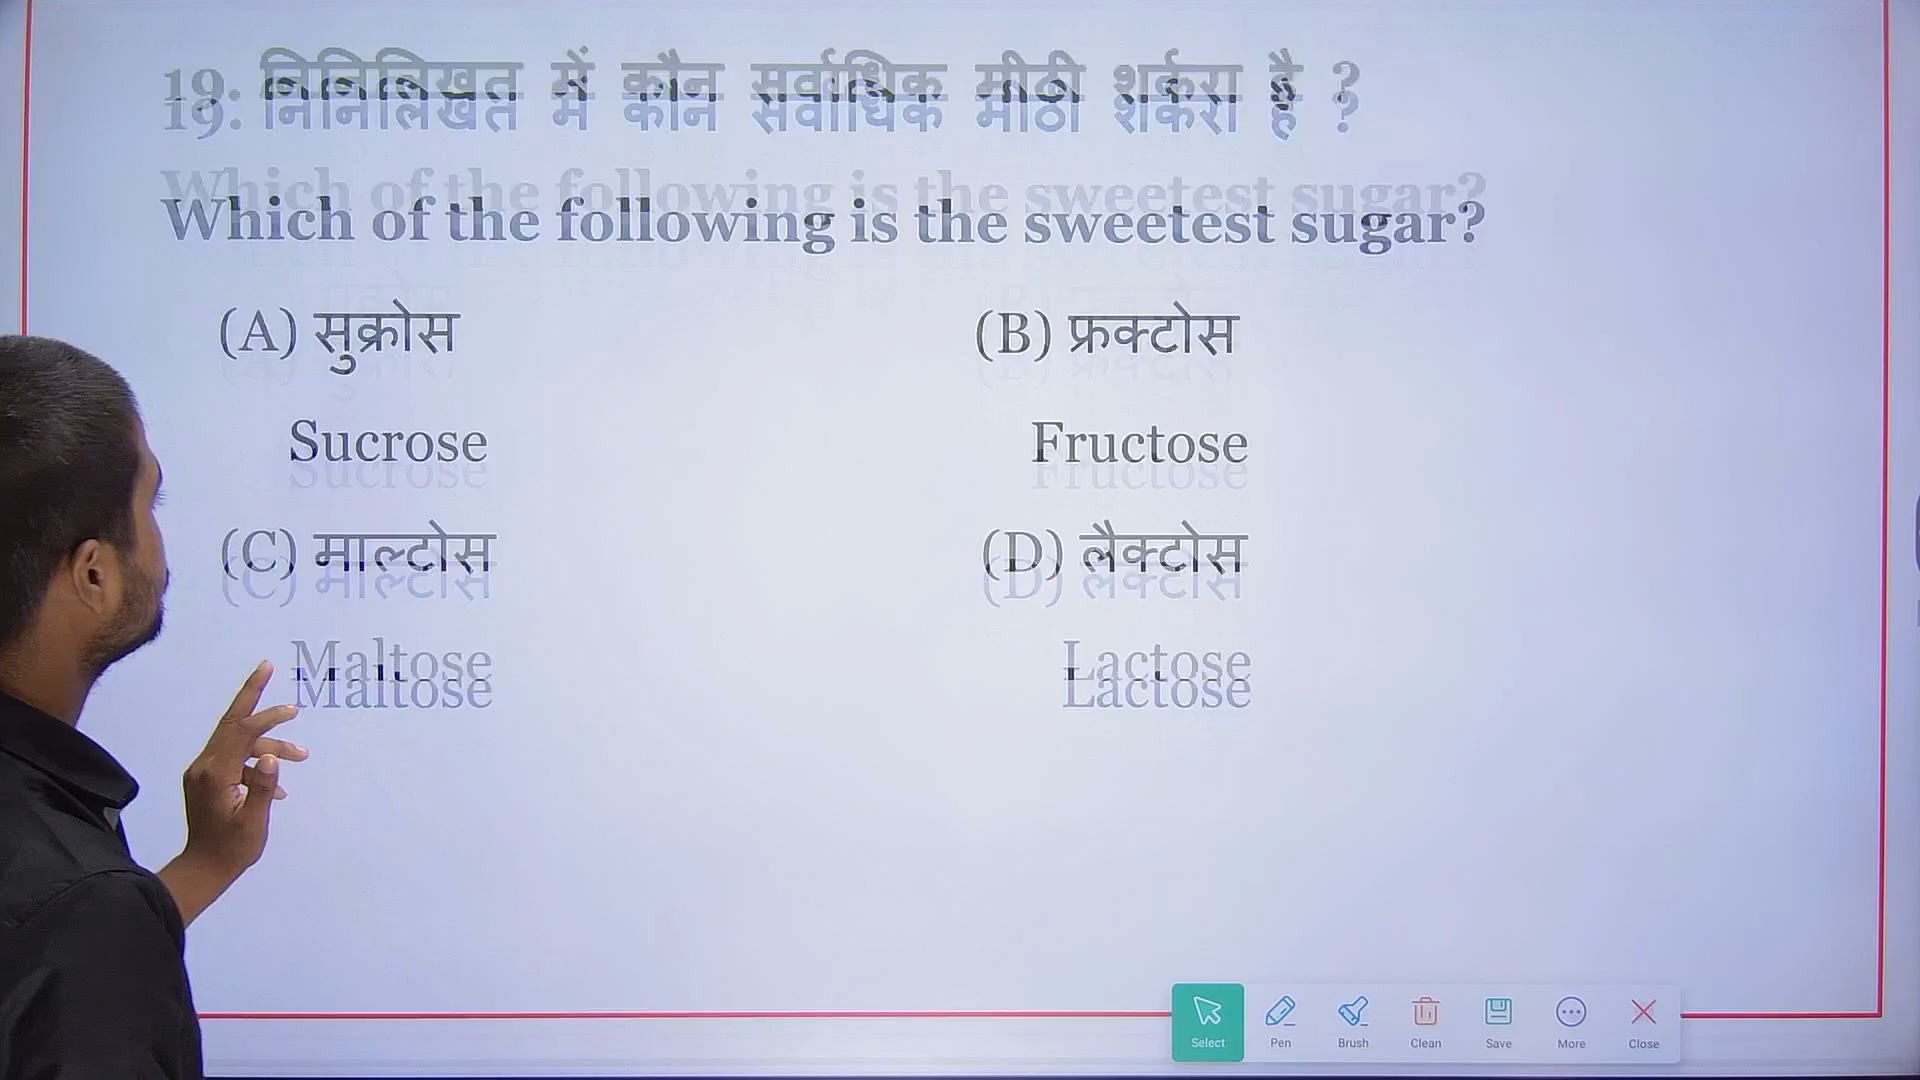 19. निनिलिखत में कौन सर्वाधिक मीठी शर्करा है ?
Which of the following is the sweetest sugar?
(A) सुक्रोस (B) फ्रक्टोस
Sucrose Fructose
(C) माल्टोस (D) लैक्टोस
Maltose Lactose
Select Pen Brush Clean Save More Close